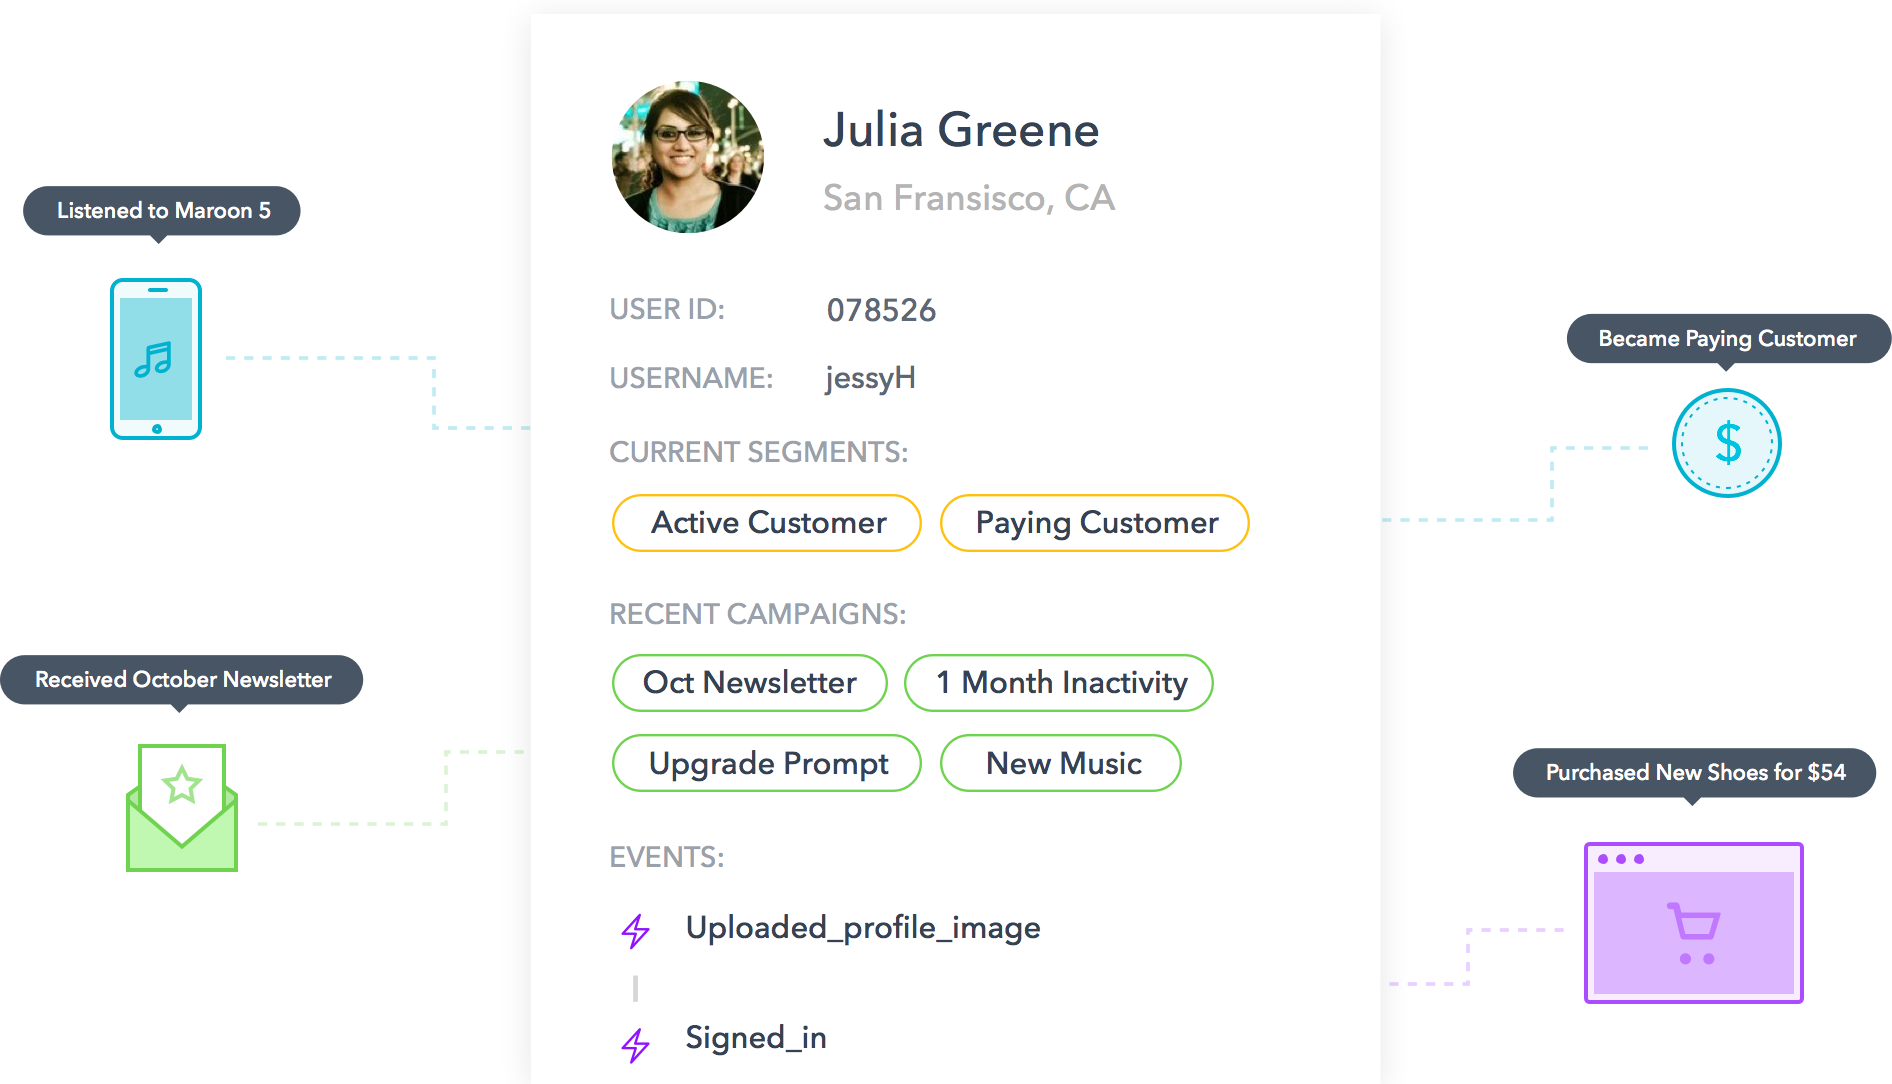 Julia Greene
San Fransisco, CA
Listened to Maroon 5
USER ID: 078526
Became Paying Customer
USERNAME: jessyH
$
CURRENT SEGMENTS:
Active Customer Paying Customer
RECENT CAMPAIGNS:
Received October Newsletter
Oct Newsletter 1 Month Inactivity
Upgrade Prompt New Music
Purchased New Shoes for $54
EVENTS:
Uploaded_profile_image
Signed_in